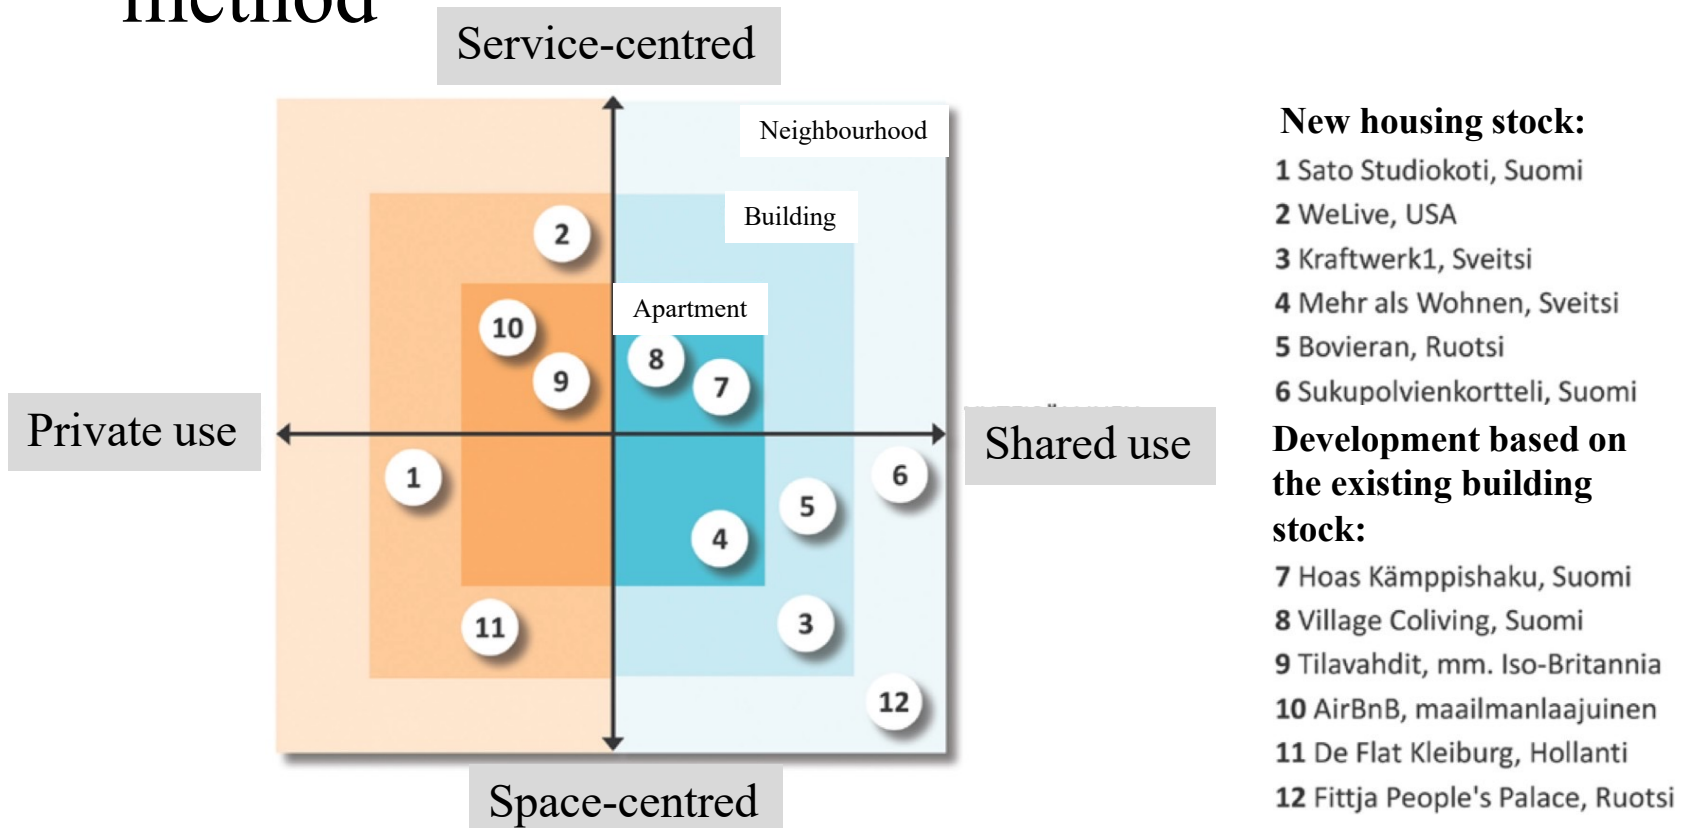 method
Service-centred
Neighbourhood
Building
2
Apartment
10
8
9
7
Private use
Shared use
1
6
5
4
11
3
12
Space-centred
New housing stock:
1 Sato Studiokoti, Suomi
2 WeLive, USA
3 Kraftwerk1, Sveitsi
4 Mehr als Wohnen, Sveitsi
5 Bovieran, Ruotsi
6 Sukupolvienkortteli, Suomi
Development based on
the existing building
stock:
7 Hoas Kämppishaku, Suomi
8 Village Coliving, Suomi
9 Tilavahdit, mm. Iso-Britannia
10 AirBnB, maailmanlaajuinen
11 De Flat Kleiburg, Hollanti
12 Fittja People's Palace, Ruotsi